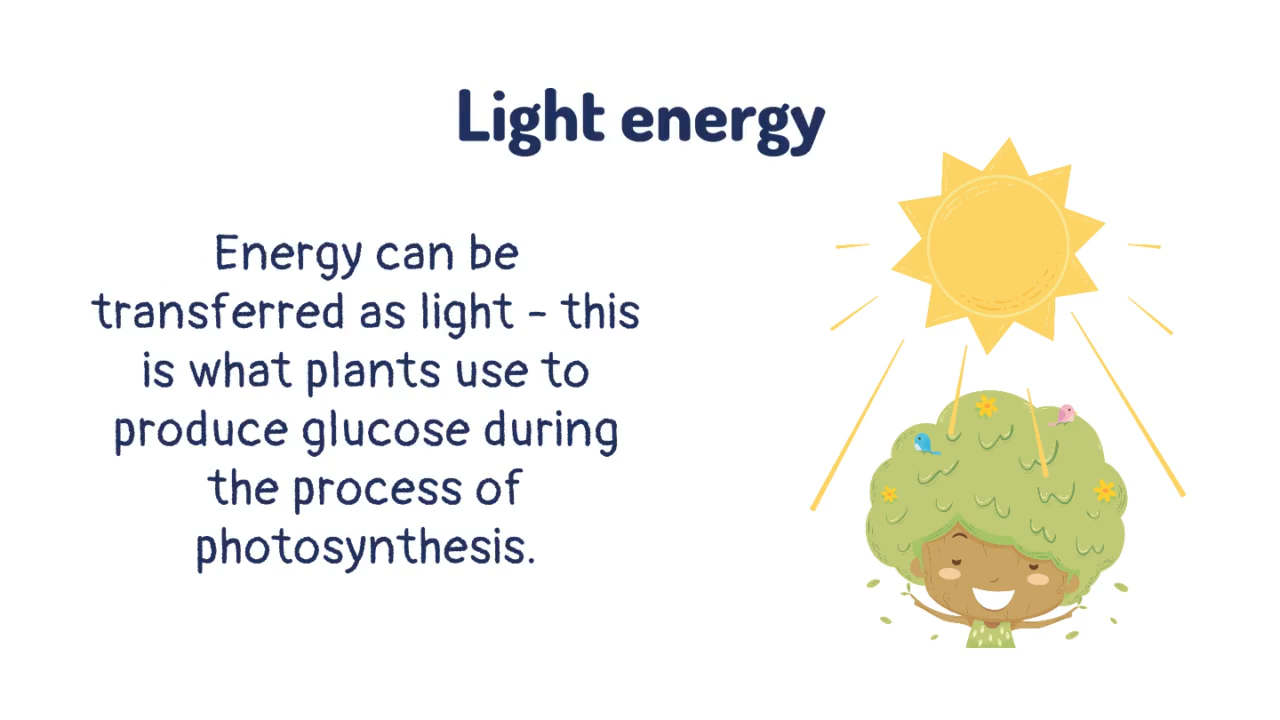 Light energy
Energy can be
transferred as light - this
is what plants use to
produce glucose during
the process of
photosynthesis.